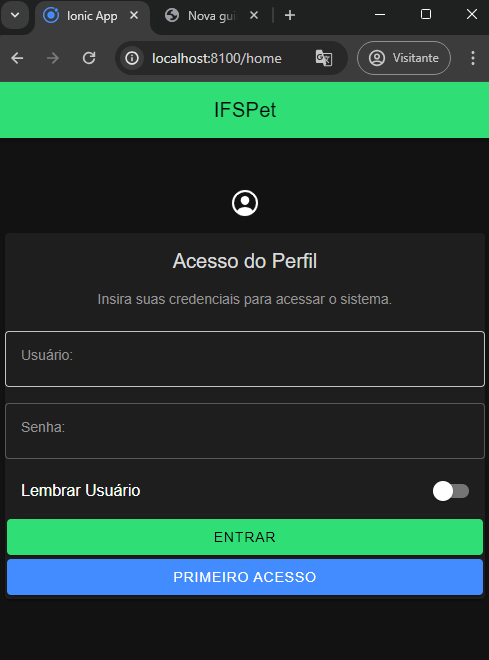 Ionic App
Nova gui
localhost:8100/home
Visitante
IFSPet
Acesso do Perfil
Insira suas credenciais para acessar o sistema.
Usuário:
Senha:
Lembrar Usuário
ENTRAR
PRIMEIRO ACESSO